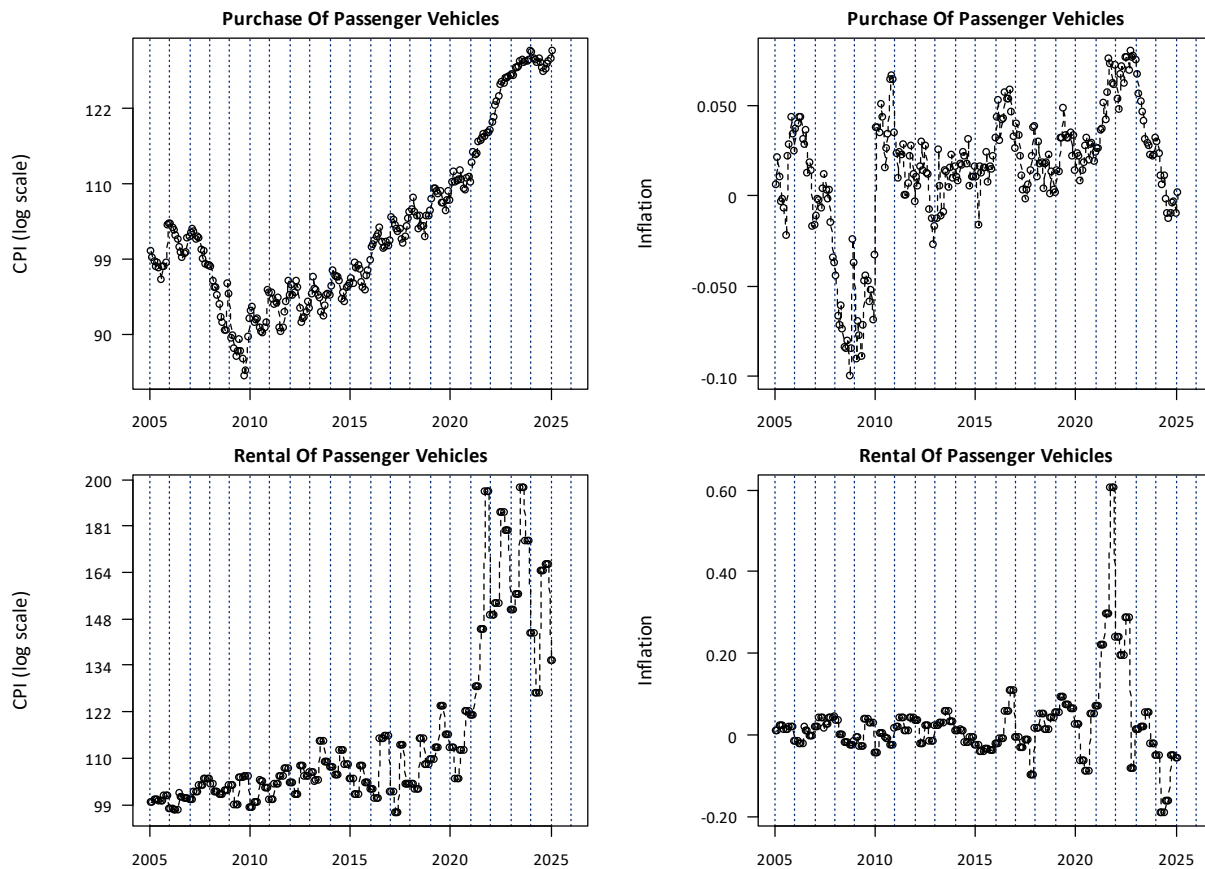 Purchase Of Passenger Vehicles
CPI (log scale)
122
110
99
90
2005 2010 2015 2020 2025
Purchase Of Passenger Vehicles
Inflation
0.050
0
-0.050
-0.10
2005 2010 2015 2020 2025
Rental Of Passenger Vehicles
CPI (log scale)
200
181
164
148
134
122
110
99
2005 2010 2015 2020 2025
Rental Of Passenger Vehicles
Inflation
0.60
0.40
0.20
0
-0.20
2005 2010 2015 2020 2025